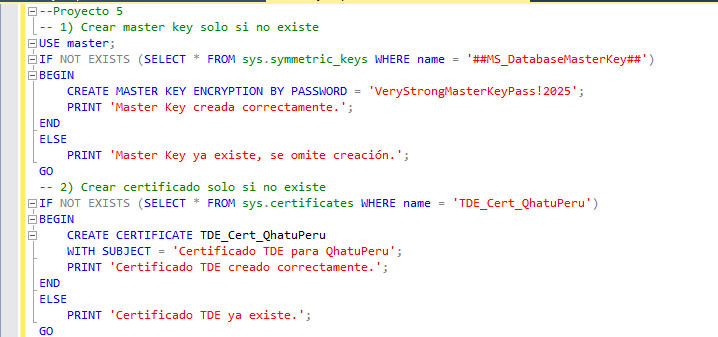 --Proyecto 5
-- 1) Crear master key solo si no existe
USE master;
IF NOT EXISTS (SELECT * FROM sys.symmetric_keys WHERE name = '##MS_DatabaseMasterKey##')
BEGIN
    CREATE MASTER KEY ENCRYPTION BY PASSWORD = 'VeryStrongMasterKeyPass!2025';
    PRINT 'Master Key creada correctamente.';
END
ELSE
    PRINT 'Master Key ya existe, se omite creación.';
GO
-- 2) Crear certificado solo si no existe
IF NOT EXISTS (SELECT * FROM sys.certificates WHERE name = 'TDE_Cert_QhatuPeru')
BEGIN
    CREATE CERTIFICATE TDE_Cert_QhatuPeru
    WITH SUBJECT = 'Certificado TDE para QhatuPeru';
    PRINT 'Certificado TDE creado correctamente.';
END
ELSE
    PRINT 'Certificado TDE ya existe.';
GO